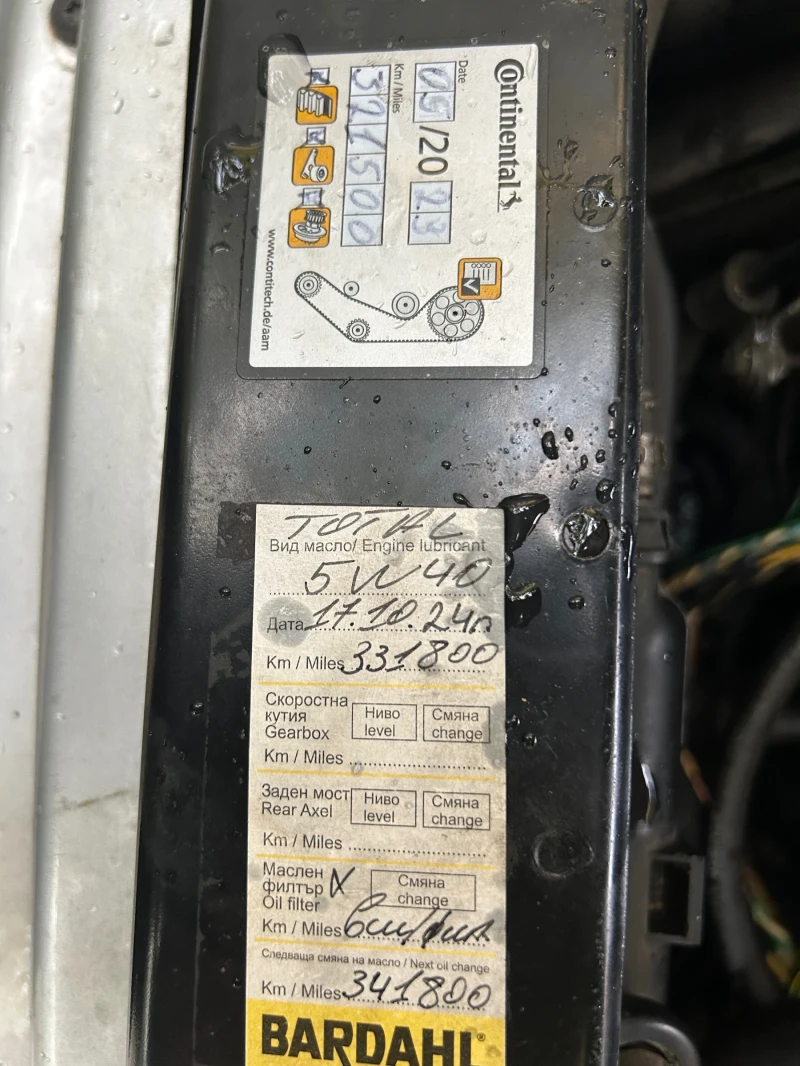 Continental
Date
05/2023
Km / Miles
321500
www.contitech.de/aam
TOTAL
Вид масло/ Engine lubricant
5W40
Дата 17.10.24г
Km / Miles 331800
Скоростна
кутия
Gearbox
Ниво
level
Смяна
change
Km / Miles
Заден мост
Rear Axel
Ниво
level
Смяна
change
Km / Miles
Маслен
филтър X
Oil filter
Смяна
change
Km / Miles
Следваща смяна на масло / Next oil change
Km / Miles 341800
BARDAHL®